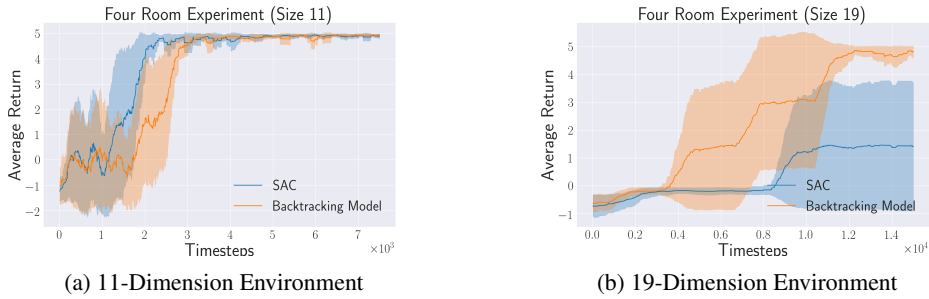 Four Room Experiment (Size 11)
5
4
3
2
1
0
−1
−2
Average Return
SAC
Backtracking Model
0 1 2 3 4 5 6 7
×10³
Timesteps
(a) 11-Dimension Environment
Four Room Experiment (Size 19)
5
4
3
2
1
0
−1
Average Return
SAC
Backtracking Model
0.0 0.2 0.4 0.6 0.8 1.0 1.2 1.4
×10⁴
Timesteps
(b) 19-Dimension Environment